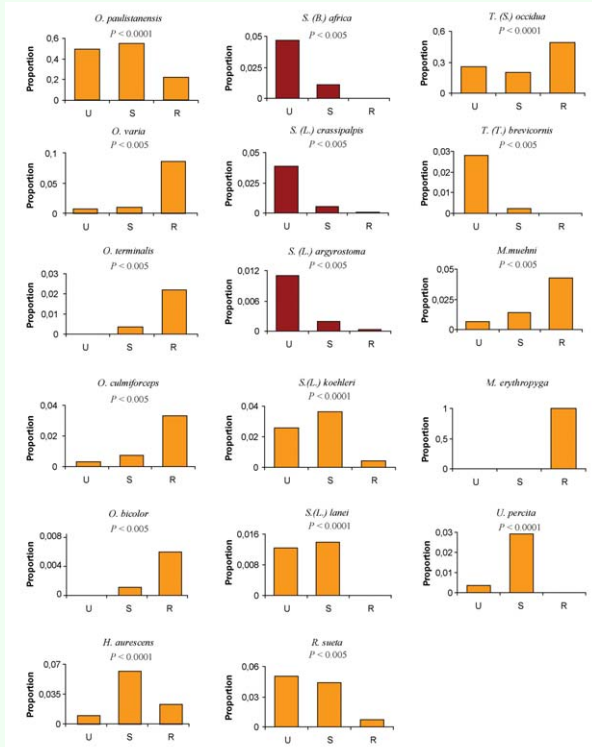 O. paulistanensis
P < 0.0001
Proportion
0,6
0,4
0,2
0
U S R
S. (B.) africa
P < 0.005
Proportion
0,05
0,025
0
U S R
T. (S.) occidua
P < 0.0001
Proportion
0,6
0,3
0
U S R
O. varia
P < 0.005
Proportion
0,1
0,05
0
U S R
S. (L.) crassipalpis
P < 0.005
Proportion
0,05
0,025
0
U S R
T. (T.) brevicornis
P < 0.005
Proportion
0,03
0,02
0,01
0
U S R
O. terminalis
P < 0.005
Proportion
0,03
0,02
0,01
0
U S R
S. (L.) argyrostoma
P < 0.005
Proportion
0,012
0,006
0
U S R
M.muehni
P < 0.005
Proportion
0,05
0,025
0
U S R
O. culmiforceps
P < 0.005
Proportion
0,04
0,02
0
U S R
S.(L.) koehleri
P < 0.0001
Proportion
0,04
0,02
0
U S R
M. erythropyga
Proportion
1
0,5
0
U S R
O. bicolor
P < 0.005
Proportion
0,008
0,004
0
U S R
S.(L.) lanei
P < 0.0001
Proportion
0,016
0,008
0
U S R
U. percita
P < 0.0001
Proportion
0,03
0,02
0,01
0
U S R
H. aurescens
P < 0.0001
Proportion
0,07
0,035
0
U S R
R. sueta
P < 0.005
Proportion
0,06
0,03
0
U S R